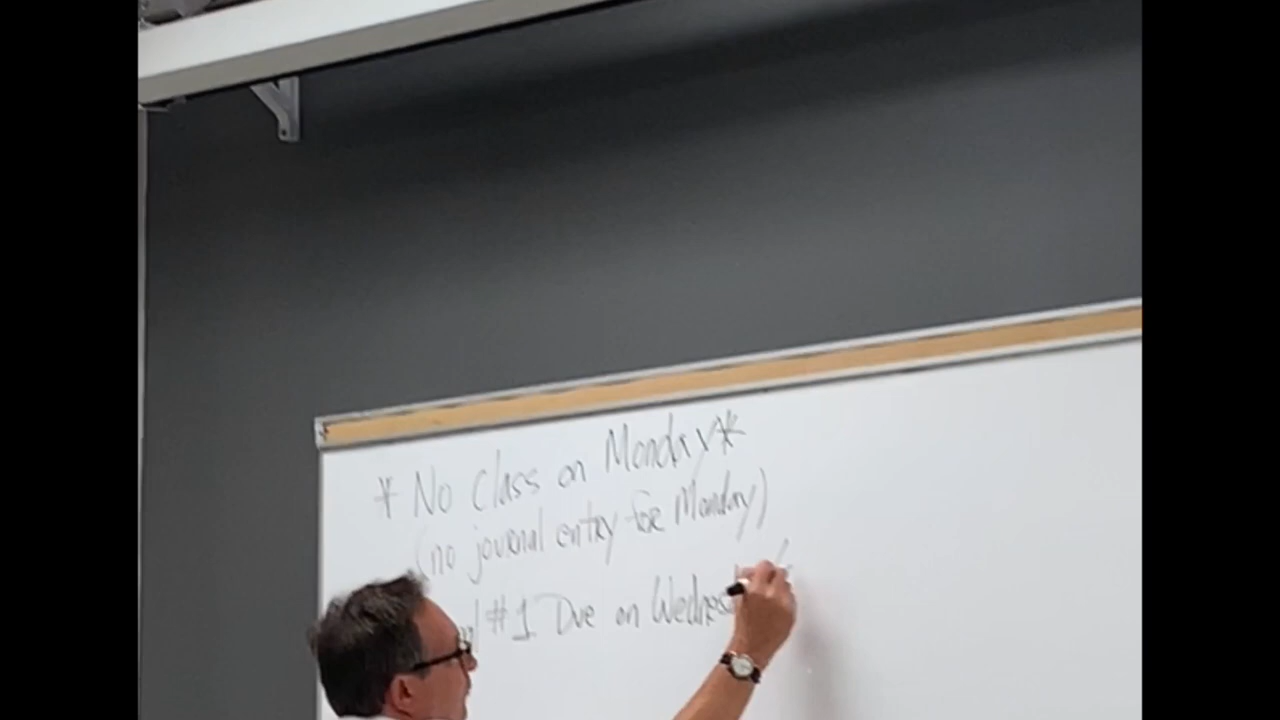 * No Class on Monday *
(no journal entry for Monday)
#1 Due on